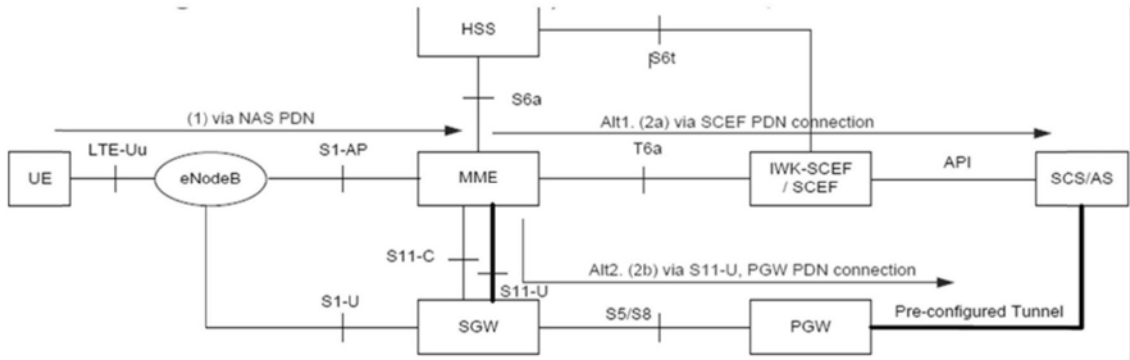 HSS
S6t
S6a
(1) via NAS PDN
Alt1. (2a) via SCEF PDN connection
LTE-Uu
S1-AP
T6a
API
UE
eNodeB
MME
IWK-SCEF
/ SCEF
SCS/AS
S11-C
S11-U
Alt2. (2b) via S11-U, PGW PDN connection
S1-U
S5/S8
Pre-configured Tunnel
SGW
PGW